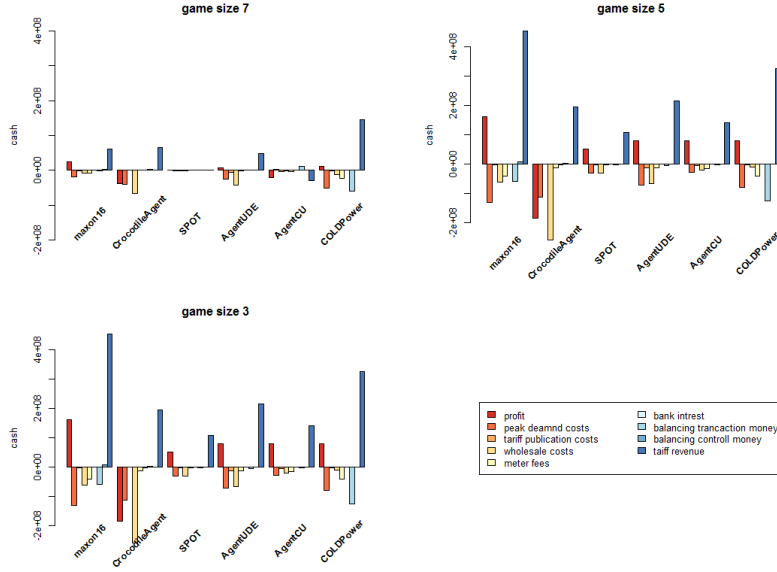 game size 7
cash
4e+08
2e+08
0e+00
-2e+08
maxon16
CrocodileAgent
SPOT
AgentUDE
AgentCU
COLDPower
game size 5
cash
4e+08
2e+08
0e+00
-2e+08
maxon16
CrocodileAgent
SPOT
AgentUDE
AgentCU
COLDPower
game size 3
cash
4e+08
2e+08
0e+00
-2e+08
maxon16
CrocodileAgent
SPOT
AgentUDE
AgentCU
COLDPower
profit
peak deamnd costs
tariff publication costs
wholesale costs
meter fees
bank intrest
balancing trancaction money
balancing controll money
taiff revenue